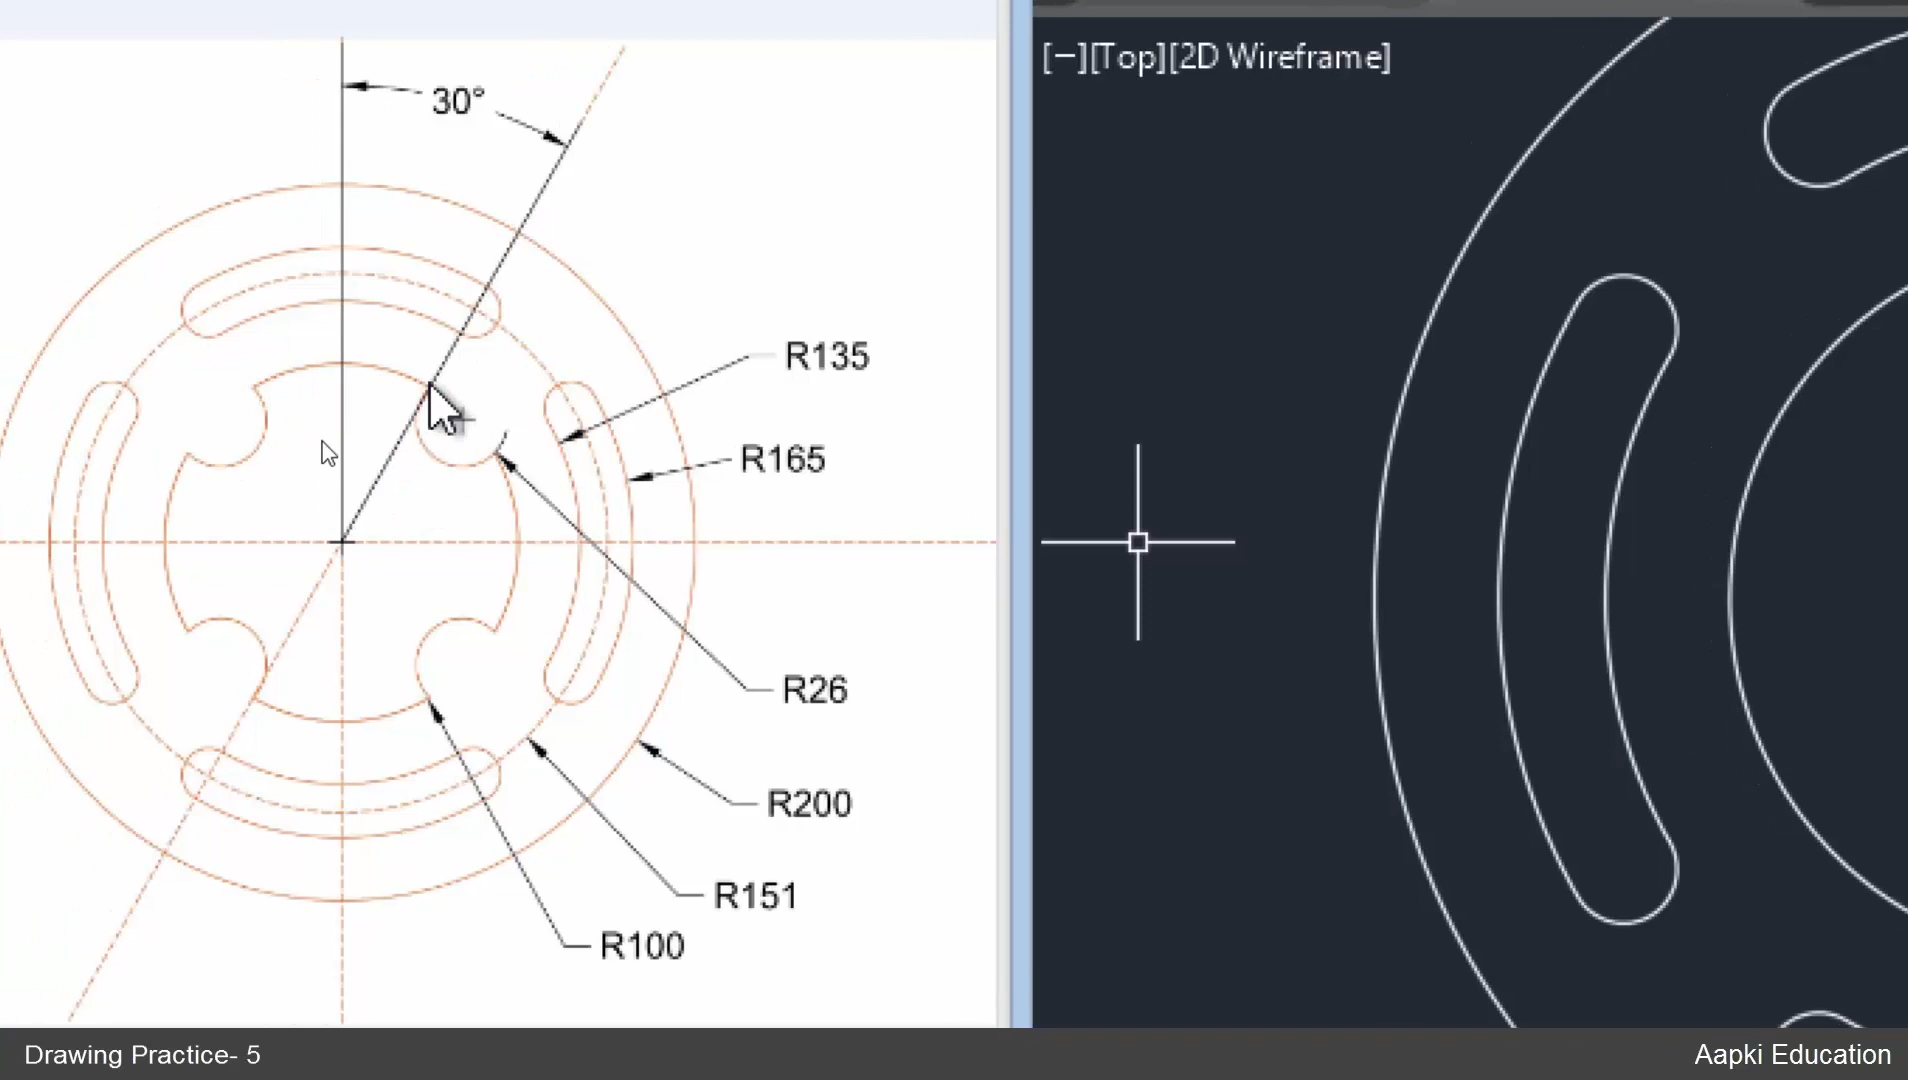 [−][Top][2D Wireframe]
30°
R135
R165
R26
R200
R151
R100
Drawing Practice- 5
Aapki Education